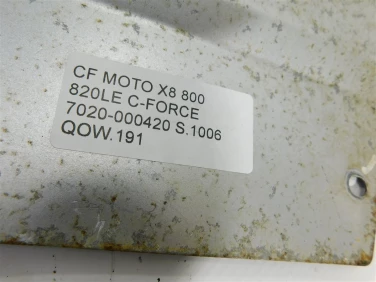 CF MOTO X8 800
820LE C-FORCE
7020-000420 S.1006
QOW.191